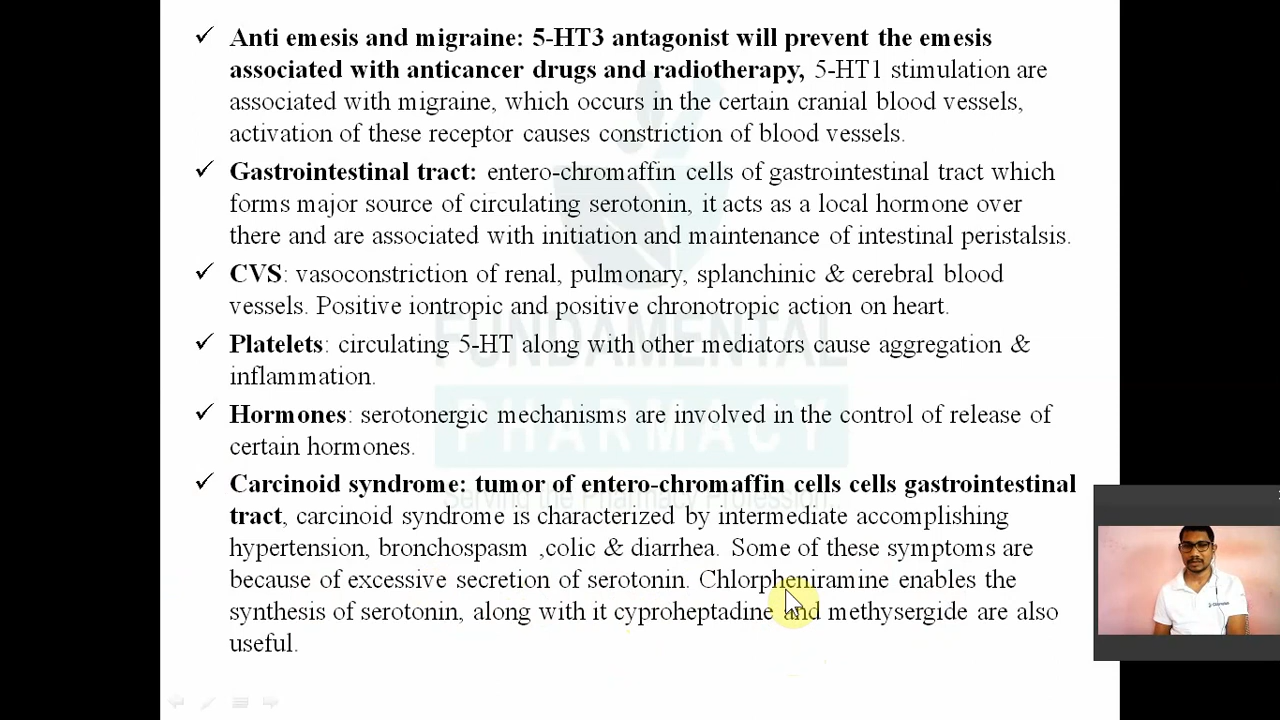 ✓ Anti emesis and migraine: 5-HT3 antagonist will prevent the emesis
associated with anticancer drugs and radiotherapy, 5-HT1 stimulation are
associated with migraine, which occurs in the certain cranial blood vessels,
activation of these receptor causes constriction of blood vessels.
✓ Gastrointestinal tract: entero-chromaffin cells of gastrointestinal tract which
forms major source of circulating serotonin, it acts as a local hormone over
there and are associated with initiation and maintenance of intestinal peristalsis.
✓ CVS: vasoconstriction of renal, pulmonary, splanchinic & cerebral blood
vessels. Positive iontropic and positive chronotropic action on heart.
✓ Platelets: circulating 5-HT along with other mediators cause aggregation &
inflammation.
✓ Hormones: serotonergic mechanisms are involved in the control of release of
certain hormones.
✓ Carcinoid syndrome: tumor of entero-chromaffin cells cells gastrointestinal
tract, carcinoid syndrome is characterized by intermediate accomplishing
hypertension, bronchospasm ,colic & diarrhea. Some of these symptoms are
because of excessive secretion of serotonin. Chlorpheniramine enables the
synthesis of serotonin, along with it cyproheptadine and methysergide are also
useful.
FUNDAMENTAL
PHARMACY
Serving the Pharmacy Profession